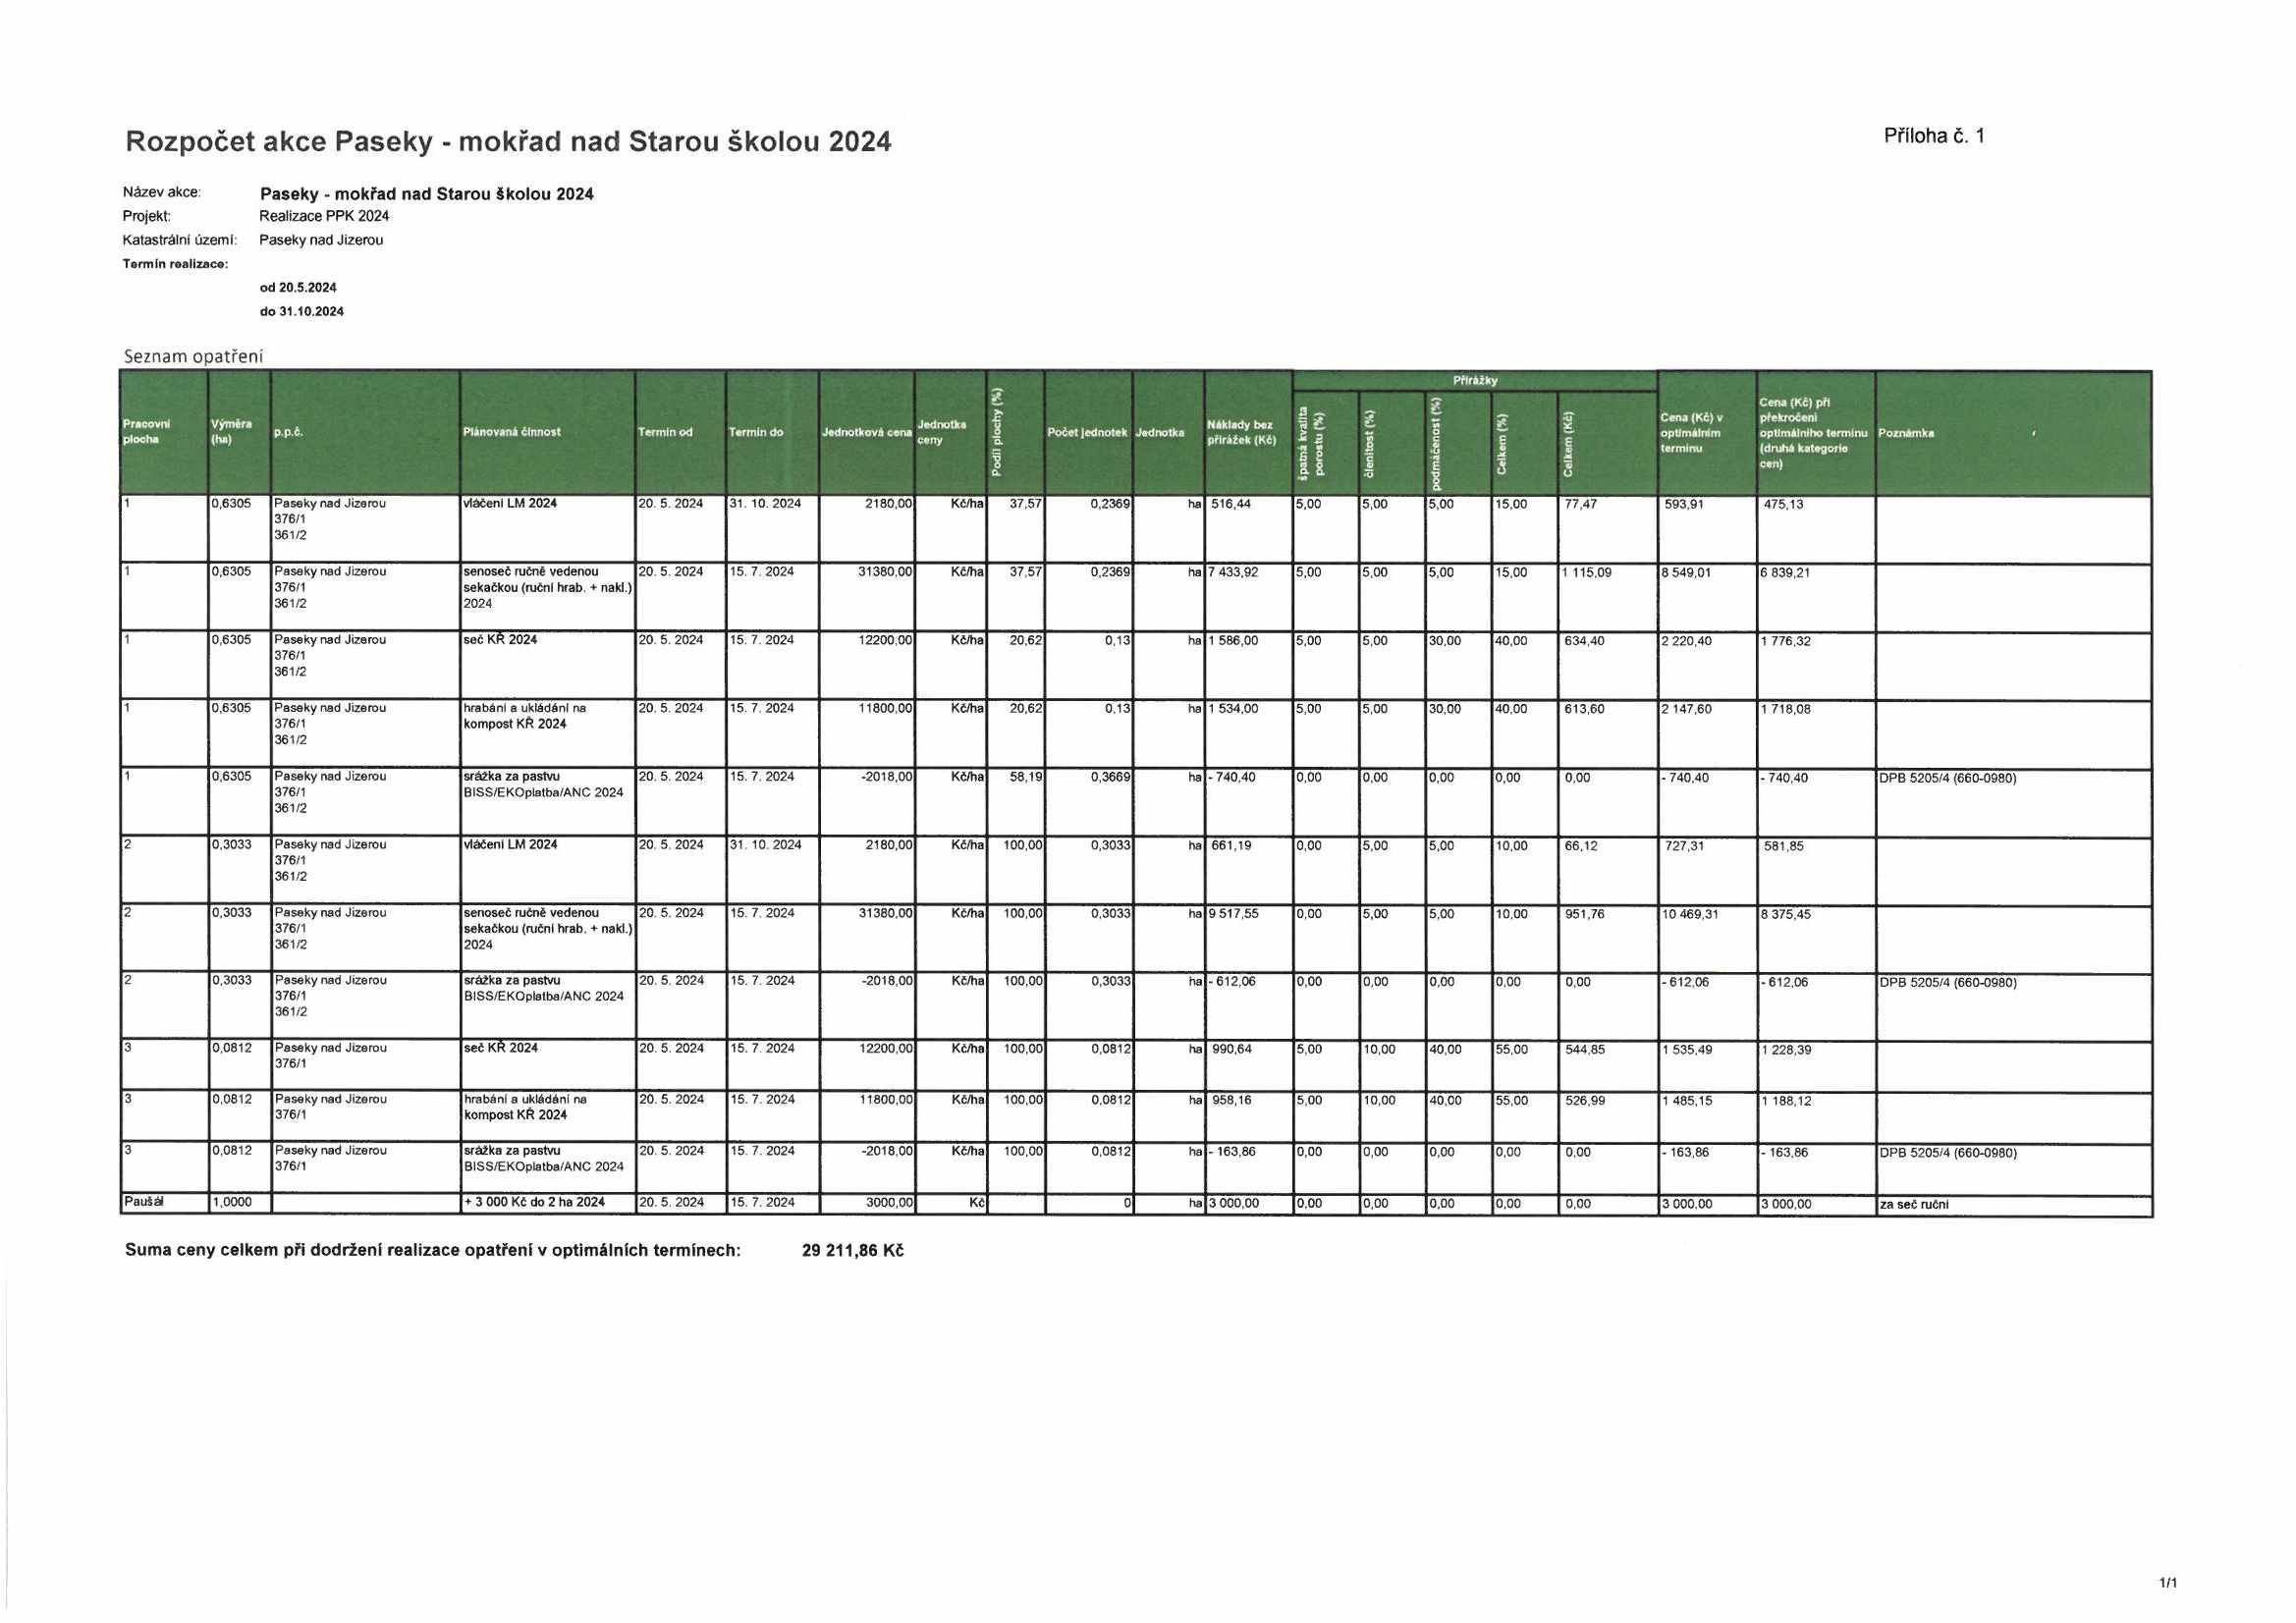 Rozpočet akce Paseky - mokřad nad Starou školou 2024
Příloha č. 1
Název akce: Paseky - mokřad nad Starou školou 2024
Projekt: Realizace PPK 2024
Katastrální území: Paseky nad Jizerou
Termín realizace:
od 20.5.2024
do 31.10.2024
Seznam opatření
Pracovní plocha Výměra (ha) p.p.č. Plánovaná činnost Termín od Termín do Jednotková cena Jednotka ceny Podíl plochy (%) Počet jednotek Jednotka Náklady bez přirážek (Kč) Přirážky špatná kvalita porostu (%) členitost (%) podmáčenost (%) Celkem (%) Celkem (Kč) Cena (Kč) v optimálním termínu Cena (Kč) při překročení optimálního termínu (druhá kategorie cen) Poznámka
1 0,6305 Paseky nad Jizerou vláčení LM 2024 20. 5. 2024 31. 10. 2024 2180,00 Kč/ha 37,57 0,2369 ha 516,44 5,00 5,00 5,00 15,00 77,47 593,91 475,13
376/1
361/2
1 0,6305 Paseky nad Jizerou senoseč ručně vedenou 20. 5. 2024 15. 7. 2024 31380,00 Kč/ha 37,57 0,2369 ha 7 433,92 5,00 5,00 5,00 15,00 1 115,09 8 549,01 6 839,21
376/1 sekačkou (ruční hrab. + nakl.)
361/2 2024
1 0,6305 Paseky nad Jizerou seč KŘ 2024 20. 5. 2024 15. 7. 2024 12200,00 Kč/ha 20,62 0,13 ha 1 586,00 5,00 5,00 30,00 40,00 634,40 2 220,40 1 776,32
376/1
361/2
1 0,6305 Paseky nad Jizerou hrabání a ukládání na 20. 5. 2024 15. 7. 2024 11800,00 Kč/ha 20,62 0,13 ha 1 534,00 5,00 5,00 30,00 40,00 613,60 2 147,60 1 718,08
376/1 kompost KŘ 2024
361/2
1 0,6305 Paseky nad Jizerou srážka za pastvu 20. 5. 2024 15. 7. 2024 -2018,00 Kč/ha 58,19 0,3669 ha - 740,40 0,00 0,00 0,00 0,00 0,00 - 740,40 - 740,40 DPB 5205/4 (660-0980)
376/1 BISS/EKOplatba/ANC 2024
361/2
2 0,3033 Paseky nad Jizerou vláčení LM 2024 20. 5. 2024 31. 10. 2024 2180,00 Kč/ha 100,00 0,3033 ha 661,19 0,00 5,00 5,00 10,00 66,12 727,31 581,85
376/1
361/2
2 0,3033 Paseky nad Jizerou senoseč ručně vedenou 20. 5. 2024 15. 7. 2024 31380,00 Kč/ha 100,00 0,3033 ha 9 517,55 0,00 5,00 5,00 10,00 951,76 10 469,31 8 375,45
376/1 sekačkou (ruční hrab. + nakl.)
361/2 2024
2 0,3033 Paseky nad Jizerou srážka za pastvu 20. 5. 2024 15. 7. 2024 -2018,00 Kč/ha 100,00 0,3033 ha - 612,06 0,00 0,00 0,00 0,00 0,00 - 612,06 - 612,06 DPB 5205/4 (660-0980)
376/1 BISS/EKOplatba/ANC 2024
361/2
3 0,0812 Paseky nad Jizerou seč KŘ 2024 20. 5. 2024 15. 7. 2024 12200,00 Kč/ha 100,00 0,0812 ha 990,64 5,00 10,00 40,00 55,00 544,85 1 535,49 1 228,39
376/1
3 0,0812 Paseky nad Jizerou hrabání a ukládání na 20. 5. 2024 15. 7. 2024 11800,00 Kč/ha 100,00 0,0812 ha 958,16 5,00 10,00 40,00 55,00 526,99 1 485,15 1 188,12
376/1 kompost KŘ 2024
3 0,0812 Paseky nad Jizerou srážka za pastvu 20. 5. 2024 15. 7. 2024 -2018,00 Kč/ha 100,00 0,0812 ha - 163,86 0,00 0,00 0,00 0,00 0,00 - 163,86 - 163,86 DPB 5205/4 (660-0980)
376/1 BISS/EKOplatba/ANC 2024
Paušál 1,0000 + 3 000 Kč do 2 ha 2024 20. 5. 2024 15. 7. 2024 3000,00 Kč 0 ha 3 000,00 0,00 0,00 0,00 0,00 0,00 3 000,00 3 000,00 za seč ruční
Suma ceny celkem při dodržení realizace opatření v optimálních termínech: 29 211,86 Kč
1/1